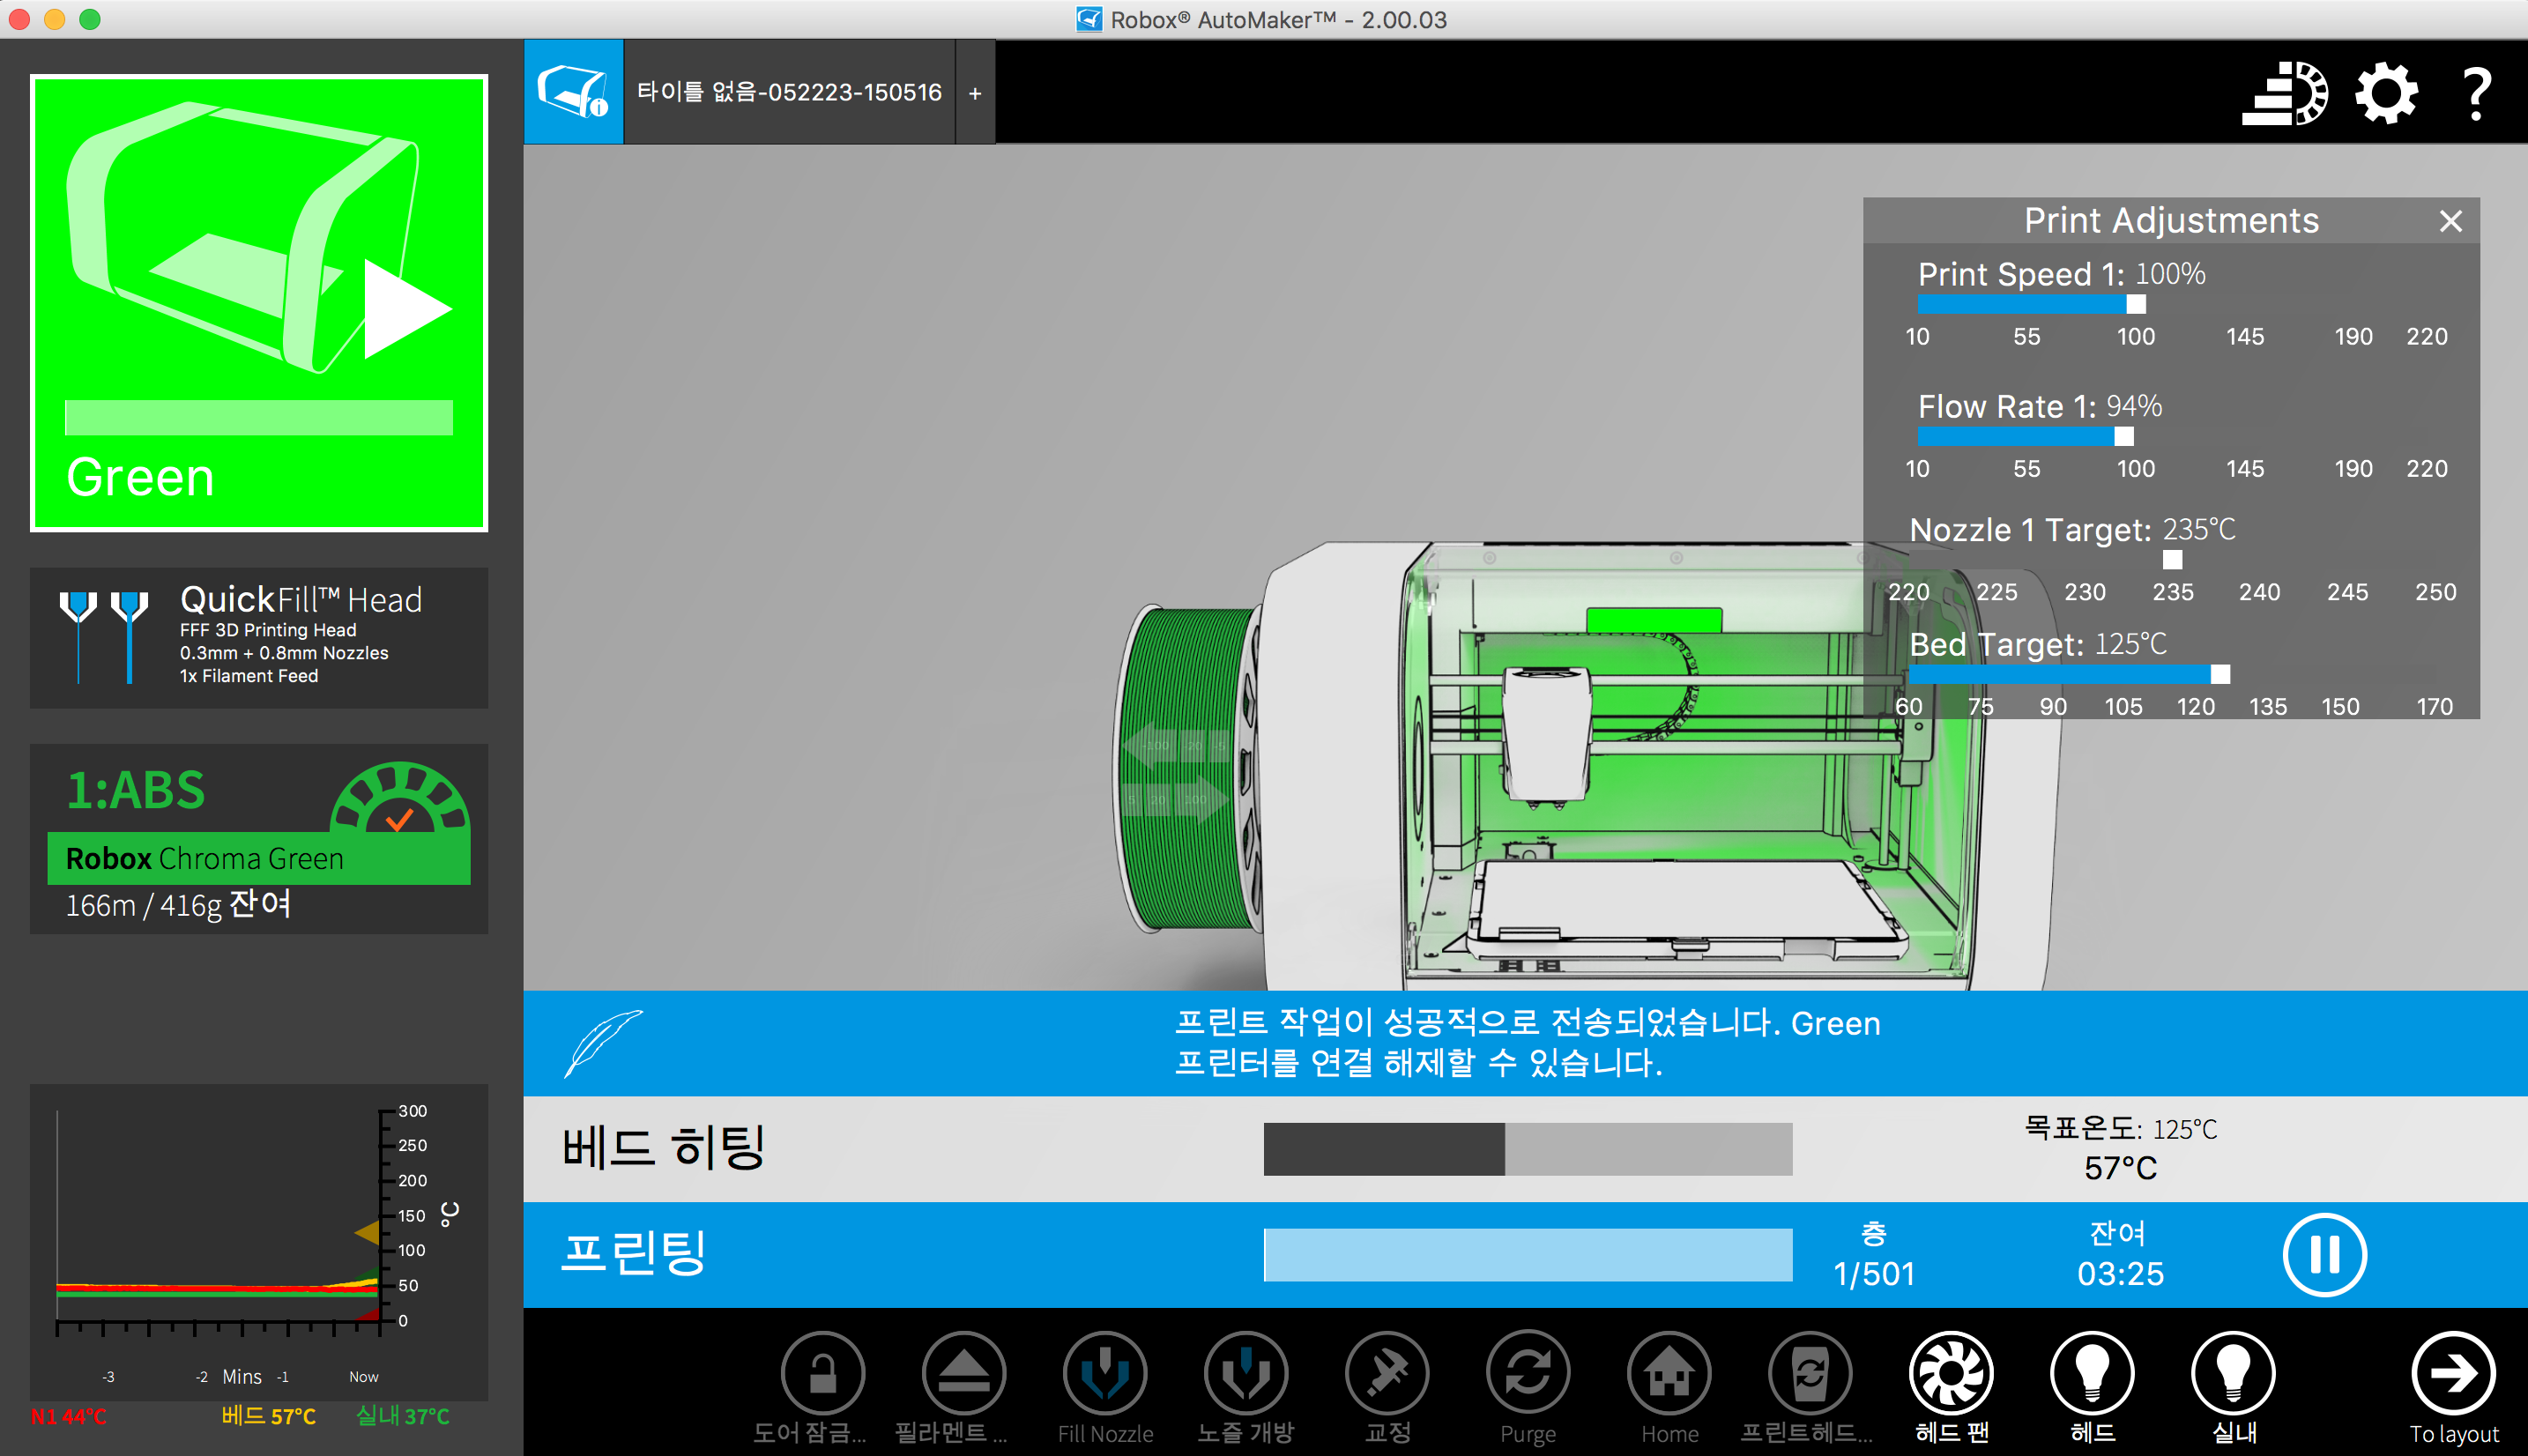 Robox® AutoMaker™ - 2.00.03
타이틀 없음-052223-150516
+
?
Green
QuickFill™ Head
FFF 3D Printing Head
0.3mm + 0.8mm Nozzles
1x Filament Feed
1:ABS
Robox Chroma Green
166m / 416g 잔여
300
250
200
150
100
50
0
°C
-3 -2 Mins -1 Now
N1 44°C 베드 57°C 실내 37°C
Print Adjustments
Print Speed 1: 100%
10 55 100 145 190 220
Flow Rate 1: 94%
10 55 100 145 190 220
Nozzle 1 Target: 235°C
220 225 230 235 240 245 250
Bed Target: 125°C
60 75 90 105 120 135 150 170
-100 -20 -5
5 20 100
프린트 작업이 성공적으로 전송되었습니다. Green
프린터를 연결 해제할 수 있습니다.
베드 히팅
목표온도: 125°C
57°C
프린팅
층
1/501
잔여
03:25
도어 잠금... 필라멘트 ... Fill Nozzle 노즐 개방 교정 Purge Home 프린트헤드... 헤드 팬 헤드 실내 To layout